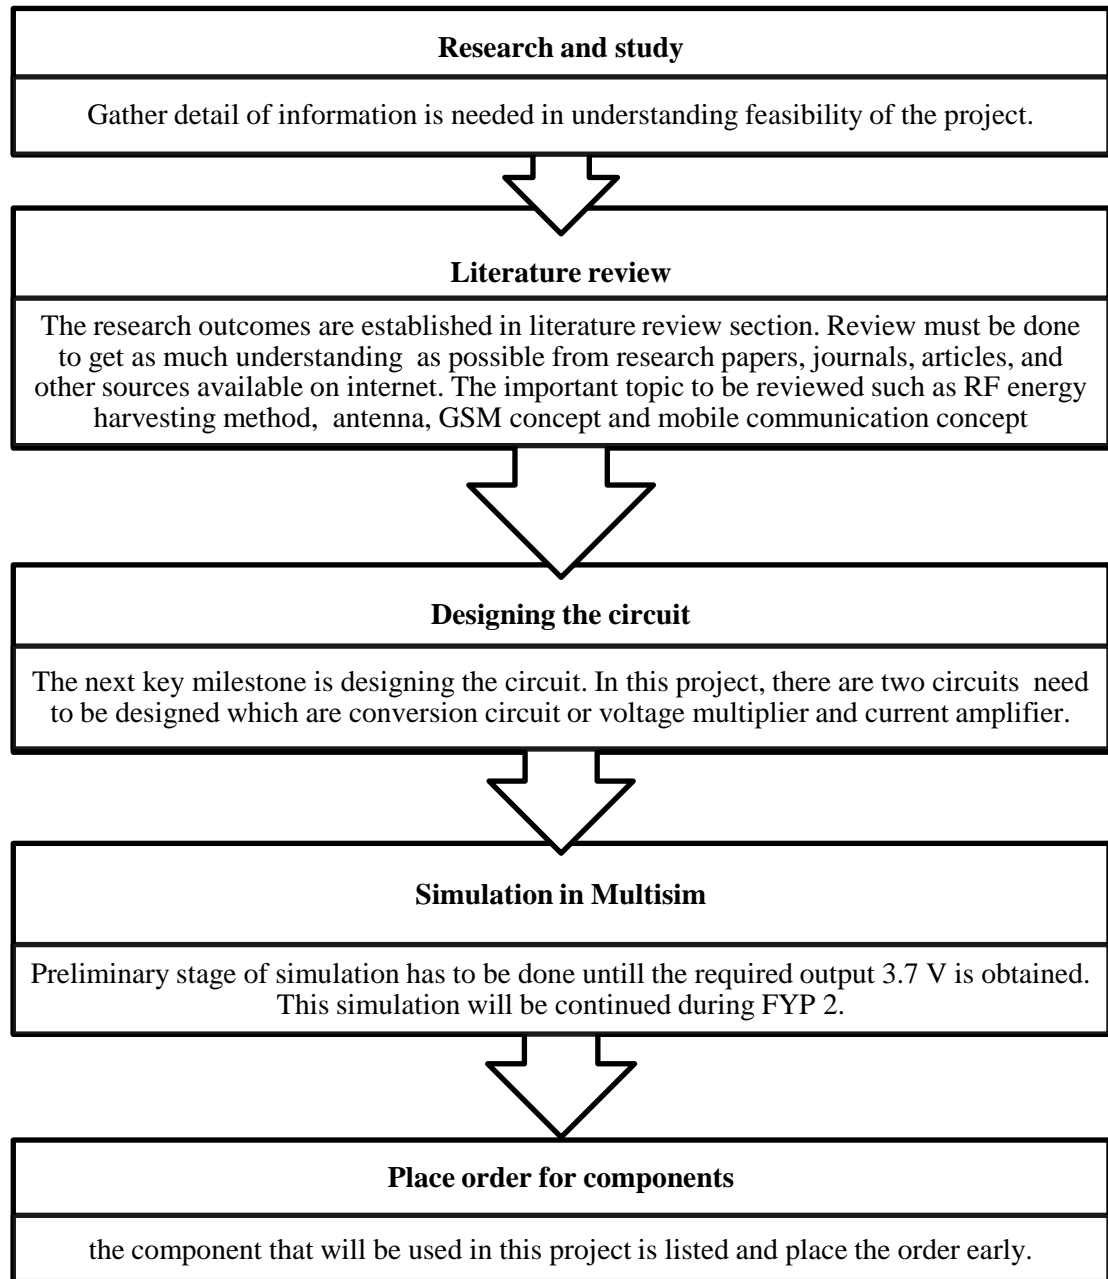 Research and study
Gather detail of information is needed in understanding feasibility of the project.
Literature review
The research outcomes are established in literature review section. Review must be done
to get as much understanding as possible from research papers, journals, articles, and
other sources available on internet. The important topic to be reviewed such as RF energy
harvesting method, antenna, GSM concept and mobile communication concept
Designing the circuit
The next key milestone is designing the circuit. In this project, there are two circuits need
to be designed which are conversion circuit or voltage multiplier and current amplifier.
Simulation in Multisim
Preliminary stage of simulation has to be done untill the required output 3.7 V is obtained.
This simulation will be continued during FYP 2.
Place order for components
the component that will be used in this project is listed and place the order early.